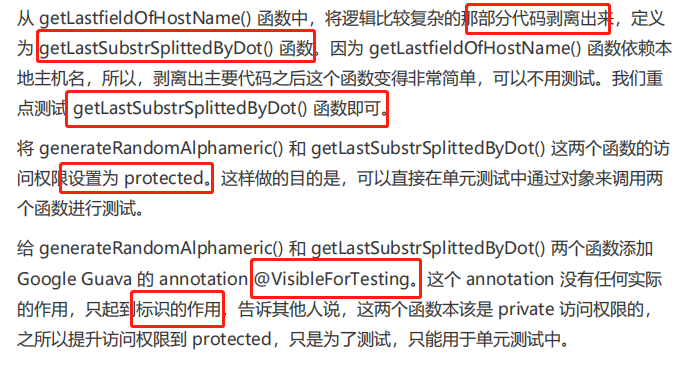 从 getLastfieldOfHostName() 函数中，将逻辑比较复杂的那部分代码剥离出来，定义
为 getLastSubstrSplittedByDot() 函数。因为 getLastfieldOfHostName() 函数依赖本
地主机名，所以，剥离出主要代码之后这个函数变得非常简单，可以不用测试。我们重
点测试 getLastSubstrSplittedByDot() 函数即可。
将 generateRandomAlphameric() 和 getLastSubstrSplittedByDot() 这两个函数的访
问权限设置为 protected。这样做的目的是，可以直接在单元测试中通过对象来调用两
个函数进行测试。
给 generateRandomAlphameric() 和 getLastSubstrSplittedByDot() 两个函数添加
Google Guava 的 annotation @VisibleForTesting。这个 annotation 没有任何实际
的作用，只起到标识的作用，告诉其他人说，这两个函数本该是 private 访问权限的，
之所以提升访问权限到 protected，只是为了测试，只能用于单元测试中。